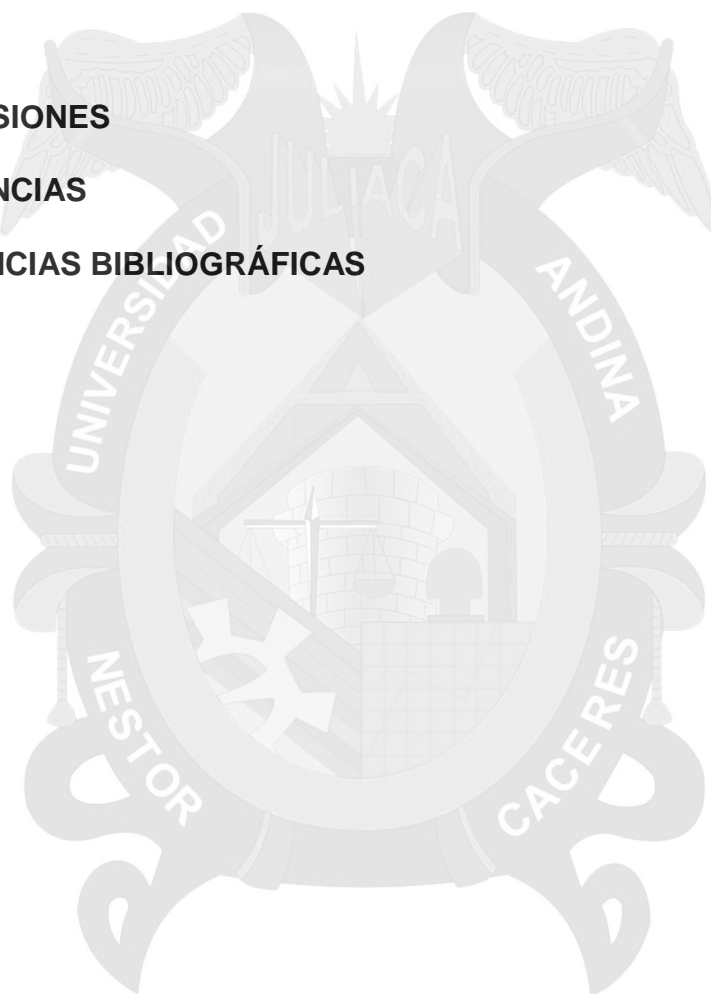 SIONES
NCIAS
NCIAS BIBLIOGRÁFICAS
JULIACA
UNIVERSIDAD ANDINA
NESTOR CACERES